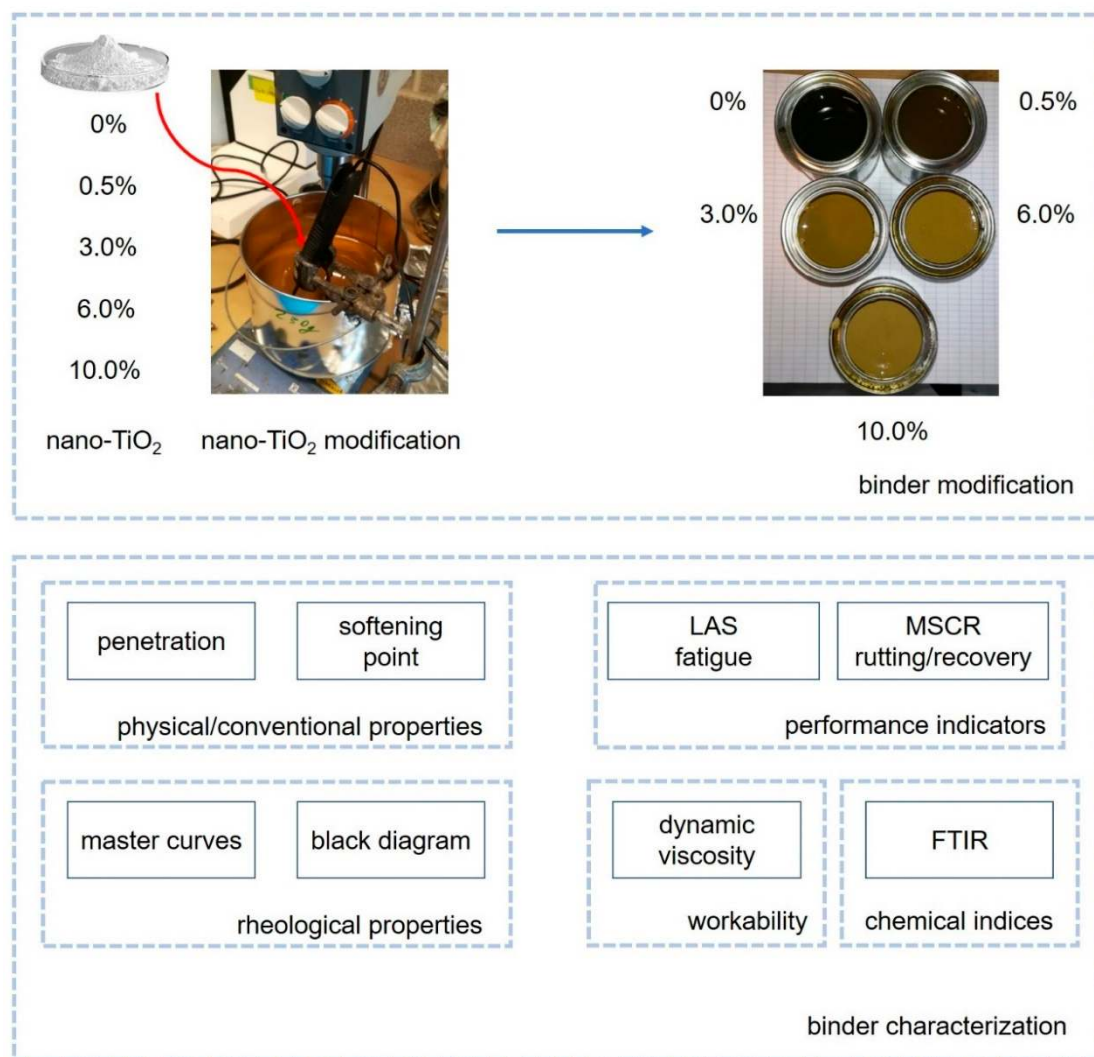 0%
0.5%
3.0%
6.0%
10.0%
nano-TiO₂
nano-TiO₂ modification
0%
0.5%
3.0%
6.0%
10.0%
binder modification
penetration
softening
point
physical/conventional properties
LAS
fatigue
MSCR
rutting/recovery
performance indicators
master curves
black diagram
rheological properties
dynamic
viscosity
workability
FTIR
chemical indices
binder characterization